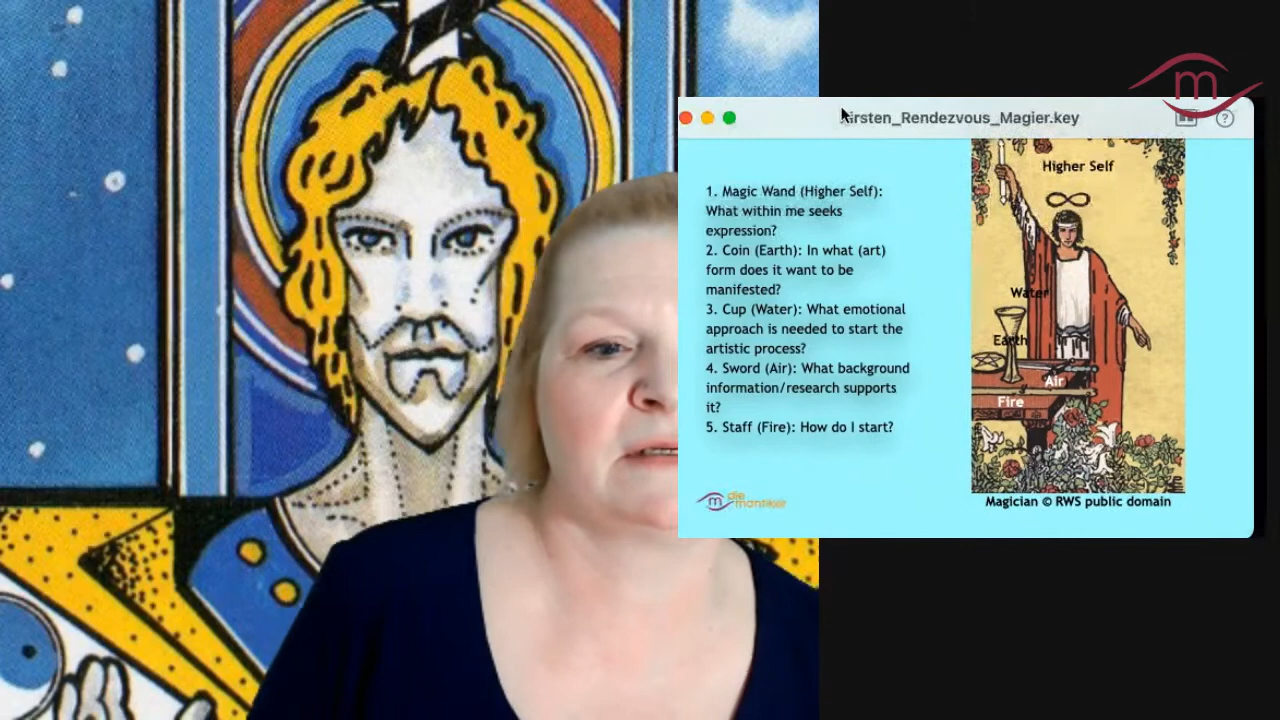 m
irsten_Rendezvous_Magier.key
?
Higher Self
1. Magic Wand (Higher Self):
What within me seeks
expression?
2. Coin (Earth): In what (art)
form does it want to be
manifested?
3. Cup (Water): What emotional
approach is needed to start the
artistic process?
4. Sword (Air): What background
information/research supports
it?
5. Staff (Fire): How do I start?
Water
Earth
Air
Fire
m die
mantiker
Magician © RWS public domain